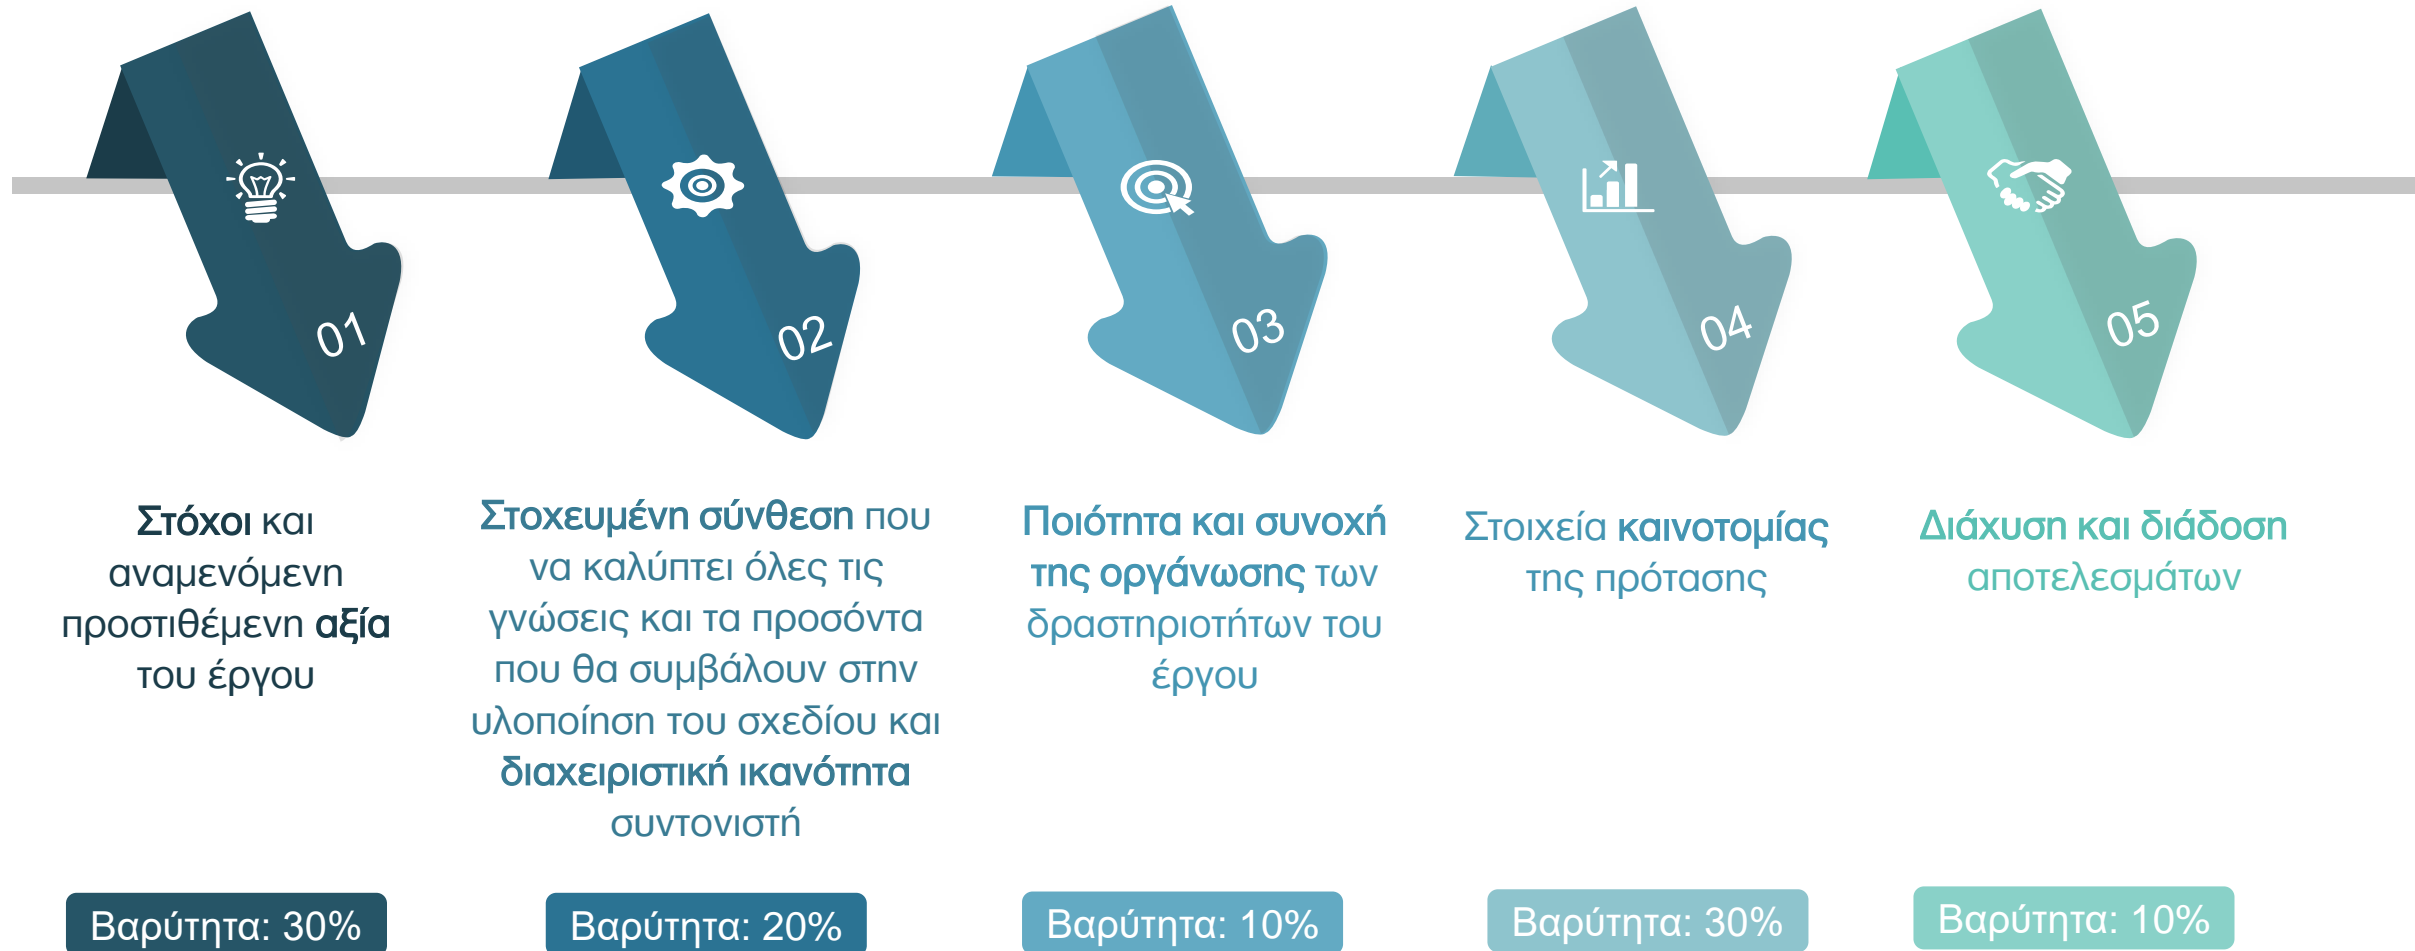 01
02
03
04
05
Στόχοι και
αναμενόμενη
προστιθέμενη αξία
του έργου
Στοχευμένη σύνθεση που
να καλύπτει όλες τις
γνώσεις και τα προσόντα
που θα συμβάλουν στην
υλοποίηση του σχεδίου και
διαχειριστική ικανότητα
συντονιστή
Ποιότητα και συνοχή
της οργάνωσης των
δραστηριοτήτων του
έργου
Στοιχεία καινοτομίας
της πρότασης
Διάχυση και διάδοση
αποτελεσμάτων
Βαρύτητα: 30%
Βαρύτητα: 20%
Βαρύτητα: 10%
Βαρύτητα: 30%
Βαρύτητα: 10%